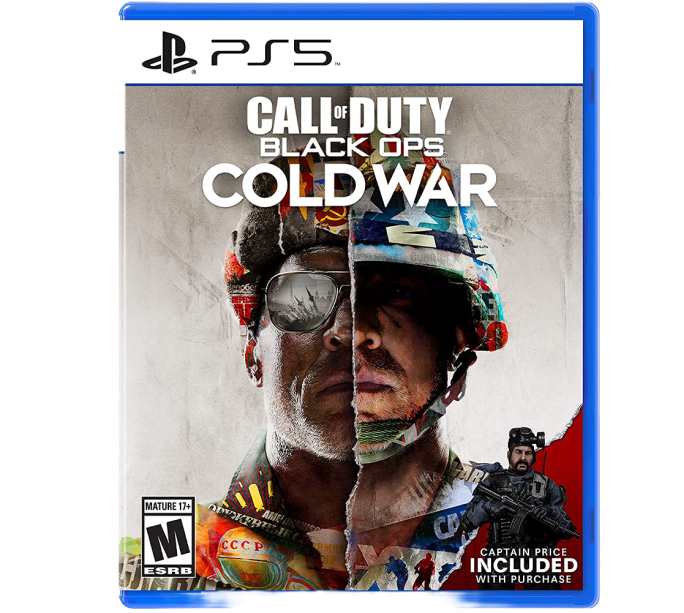 PS5
CALL OF DUTY
BLACK OPS
COLD WAR
CCCP
MATURE 17+
M
ESRB
CAPTAIN PRICE
INCLUDED
WITH PURCHASE